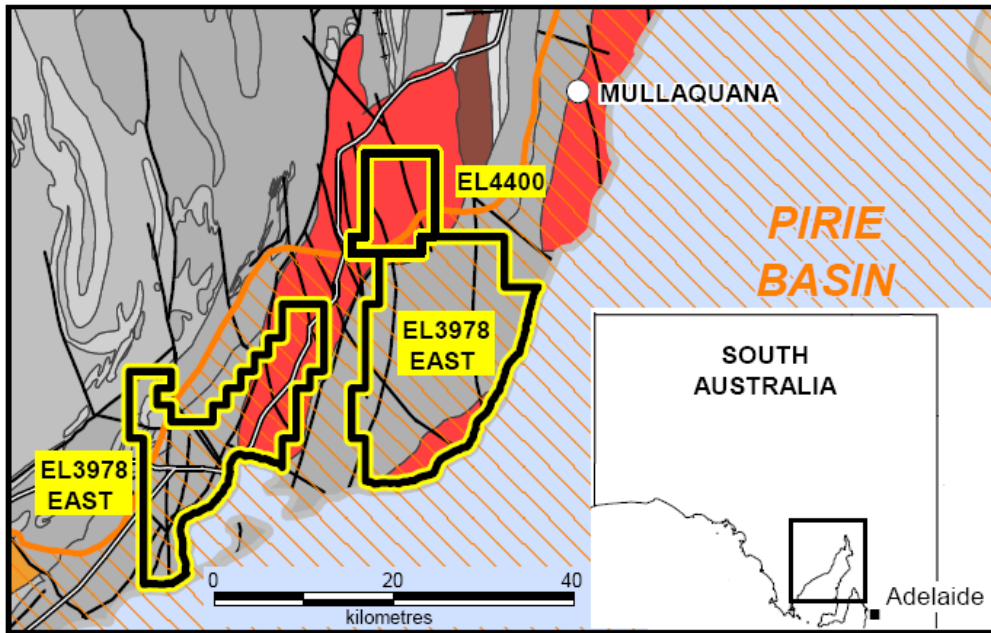 MULLAQUANA
EL4400
PIRIE
BASIN
EL3978
EAST
SOUTH
AUSTRALIA
EL3978
EAST
0 20 40
kilometres
Adelaide